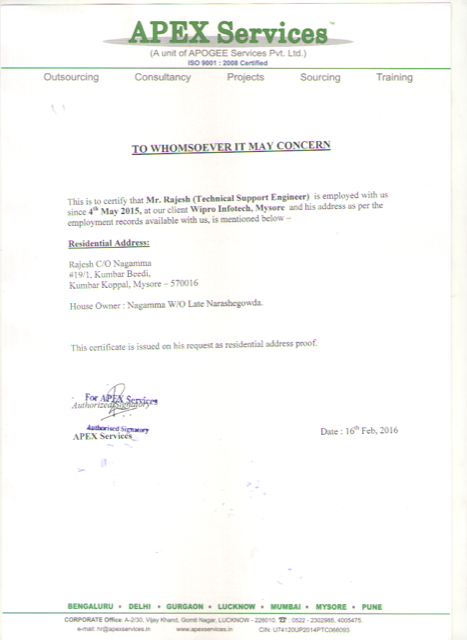 APEX Services™
(A unit of APOGEE Services Pvt. Ltd.)
ISO 9001 : 2008 Certified
Outsourcing Consultancy Projects Sourcing Training
TO WHOMSOEVER IT MAY CONCERN
This is to certify that Mr. Rajesh (Technical Support Engineer) is employed with us
since 4th May 2015, at our client Wipro Infotech, Mysore and his address as per the
employment records available with us, is mentioned below –
Residential Address:
Rajesh C/O Nagamma
#19/1, Kumbar Beedi,
Kumbar Koppal, Mysore – 570016
House Owner : Nagamma W/O Late Narashegowda.
This certificate is issued on his request as residential address proof.
For APEX Services
Authorized Signatory
Authorised Signatory
APEX Services
Date : 16th Feb, 2016
BENGALURU • DELHI • GURGAON • LUCKNOW • MUMBAI • MYSORE • PUNE
CORPORATE Office: A-2/30, Vijay Khand, Gomti Nagar, LUCKNOW - 226010. ☎ : 0522 - 2302985, 4005475.
e-mail: hr@apexservices.in www.apexservices.in CIN: U74120UP2014PTC066093